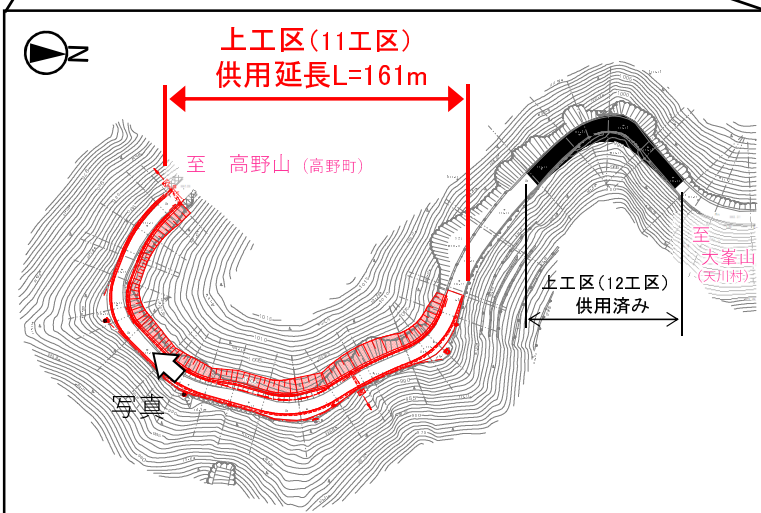 上工区(11工区)
供用延長L=161m
N
至 高野山 (高野町)
至
大峯山
(天川村)
上工区(12工区)
供用済み
写真